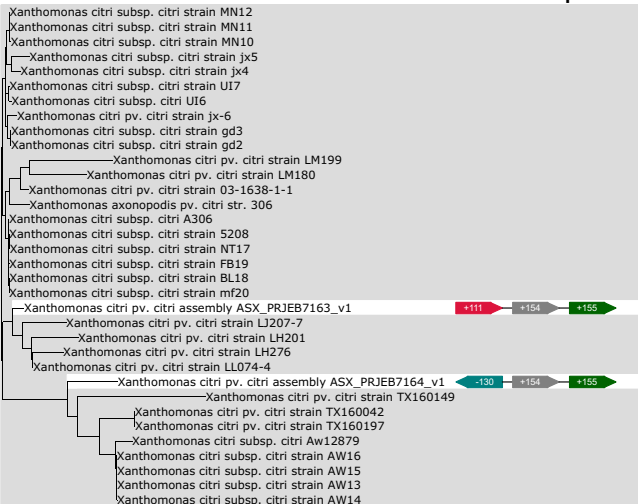 Xanthomonas citri subsp. citri strain MN12
Xanthomonas citri subsp. citri strain MN11
Xanthomonas citri subsp. citri strain MN10
Xanthomonas citri subsp. citri strain jx5
Xanthomonas citri subsp. citri strain jx4
Xanthomonas citri subsp. citri strain UI7
Xanthomonas citri subsp. citri UI6
Xanthomonas citri pv. citri strain jx-6
Xanthomonas citri subsp. citri strain gd3
Xanthomonas citri subsp. citri strain gd2
Xanthomonas citri pv. citri strain LM199
Xanthomonas citri pv. citri strain LM180
Xanthomonas citri pv. citri strain 03-1638-1-1
Xanthomonas axonopodis pv. citri str. 306
Xanthomonas citri subsp. citri A306
Xanthomonas citri subsp. citri strain 5208
Xanthomonas citri subsp. citri strain NT17
Xanthomonas citri subsp. citri strain FB19
Xanthomonas citri subsp. citri strain BL18
Xanthomonas citri subsp. citri strain mf20
Xanthomonas citri pv. citri assembly ASX_PRJEB7163_v1 +111 +154 +155
Xanthomonas citri pv. citri strain LJ207-7
Xanthomonas citri pv. citri strain LH201
Xanthomonas citri pv. citri strain LH276
Xanthomonas citri pv. citri strain LL074-4
Xanthomonas citri pv. citri assembly ASX_PRJEB7164_v1 -130 +154 +155
Xanthomonas citri pv. citri strain TX160149
Xanthomonas citri pv. citri strain TX160042
Xanthomonas citri pv. citri strain TX160197
Xanthomonas citri subsp. citri Aw12879
Xanthomonas citri subsp. citri strain AW16
Xanthomonas citri subsp. citri strain AW15
Xanthomonas citri subsp. citri strain AW13
Xanthomonas citri subsp. citri strain AW14